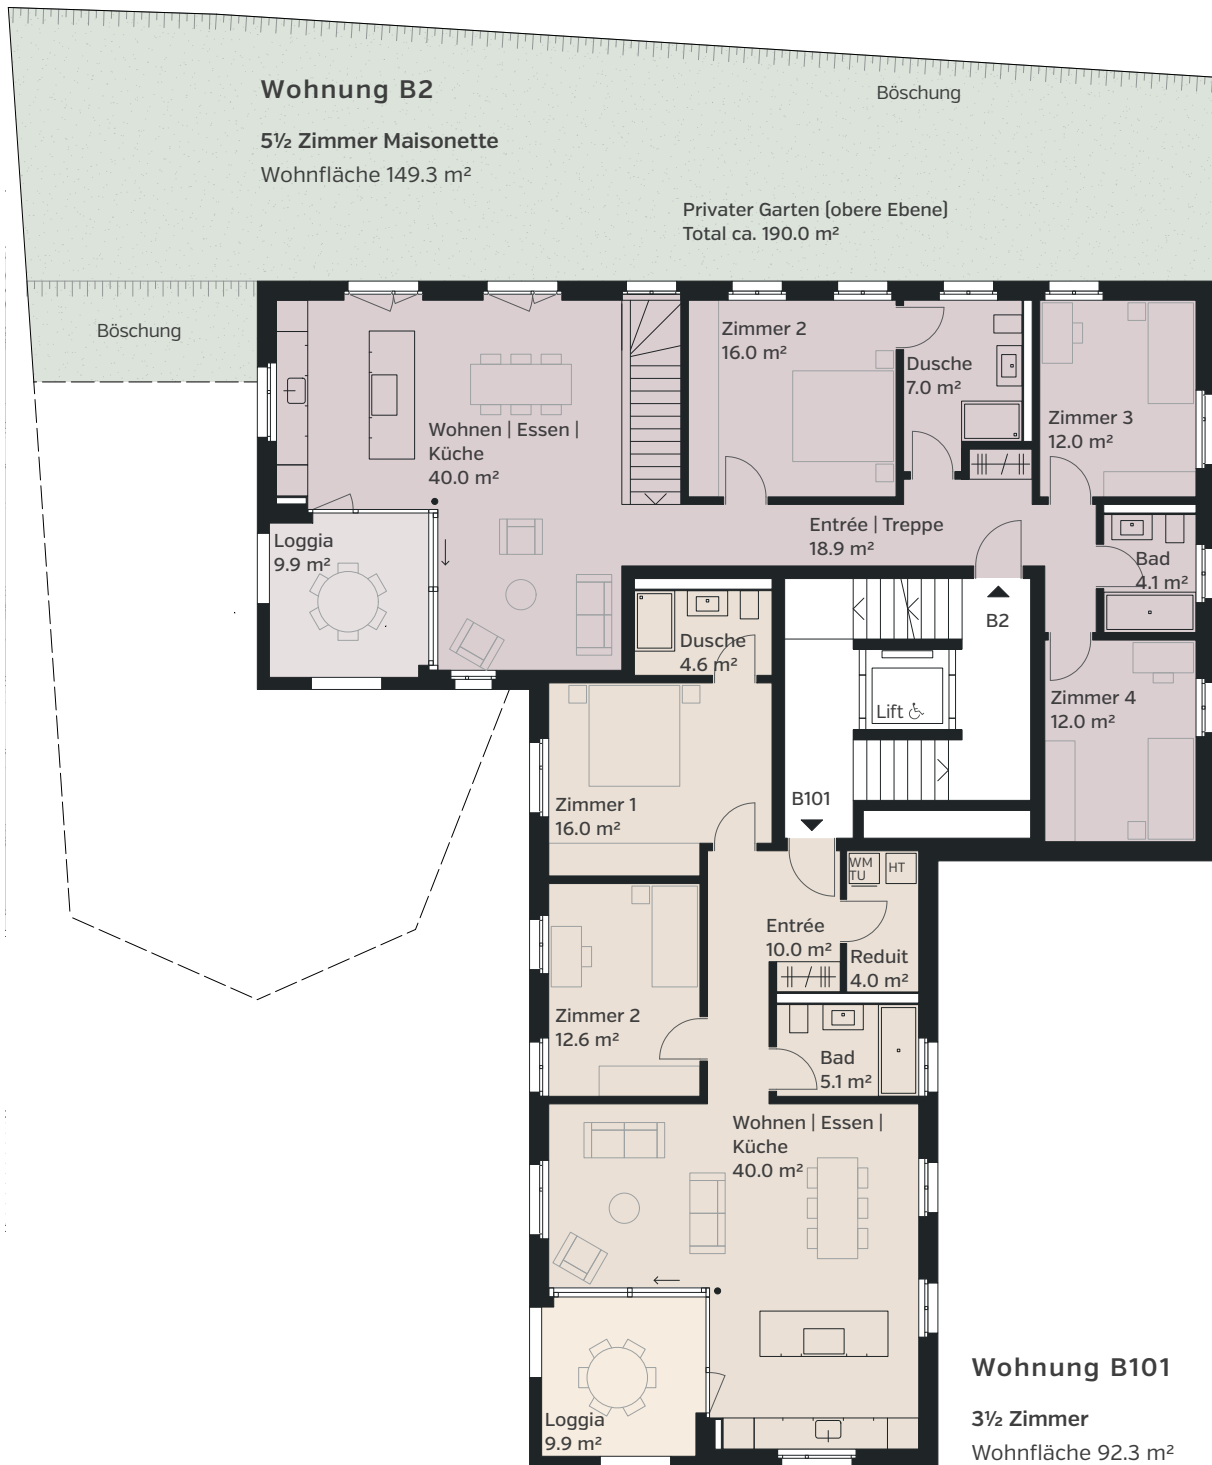 Wohnung B2
5½ Zimmer Maisonette
Wohnfläche 149.3 m²
Böschung
Privater Garten (obere Ebene)
Total ca. 190.0 m²
Böschung
Wohnen | Essen |
Küche
40.0 m²
Zimmer 2
16.0 m²
Dusche
7.0 m²
Zimmer 3
12.0 m²
Loggia
9.9 m²
Entrée | Treppe
18.9 m²
Bad
4.1 m²
B2
Dusche
4.6 m²
Lift
Zimmer 4
12.0 m²
Zimmer 1
16.0 m²
B101
WM
TU
HT
Entrée
10.0 m²
Reduit
4.0 m²
Zimmer 2
12.6 m²
Bad
5.1 m²
Wohnen | Essen |
Küche
40.0 m²
Loggia
9.9 m²
Wohnung B101
3½ Zimmer
Wohnfläche 92.3 m²